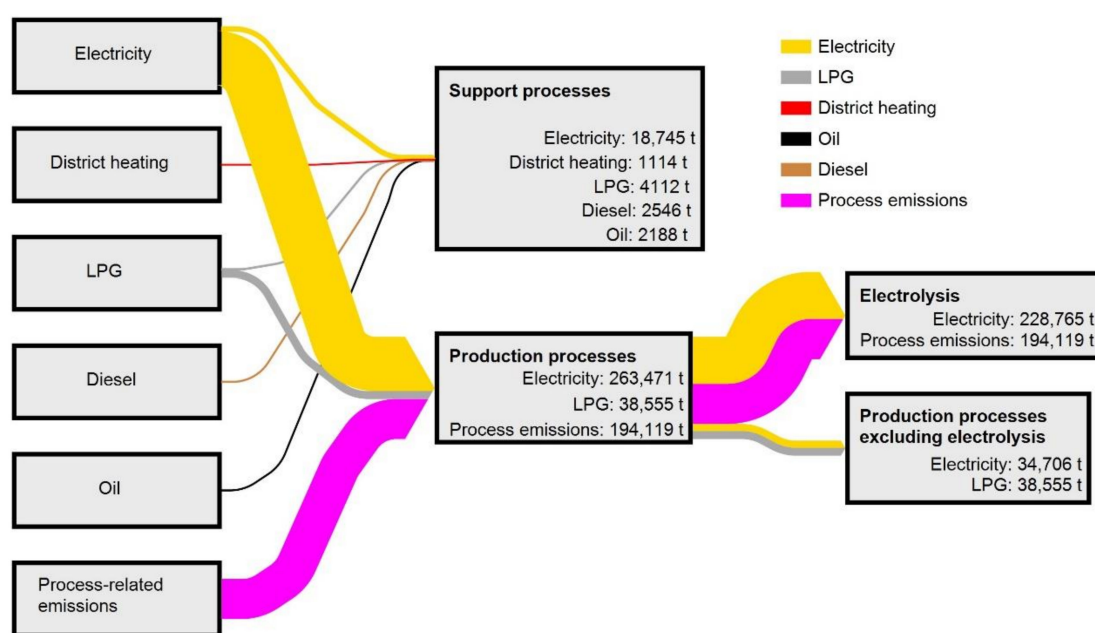 Electricity
District heating
LPG
Diesel
Oil
Process-related
emissions
Support processes
Electricity: 18,745 t
District heating: 1114 t
LPG: 4112 t
Diesel: 2546 t
Oil: 2188 t
Production processes
Electricity: 263,471 t
LPG: 38,555 t
Process emissions: 194,119 t
Electricity
LPG
District heating
Oil
Diesel
Process emissions
Electrolysis
Electricity: 228,765 t
Process emissions: 194,119 t
Production processes
excluding electrolysis
Electricity: 34,706 t
LPG: 38,555 t